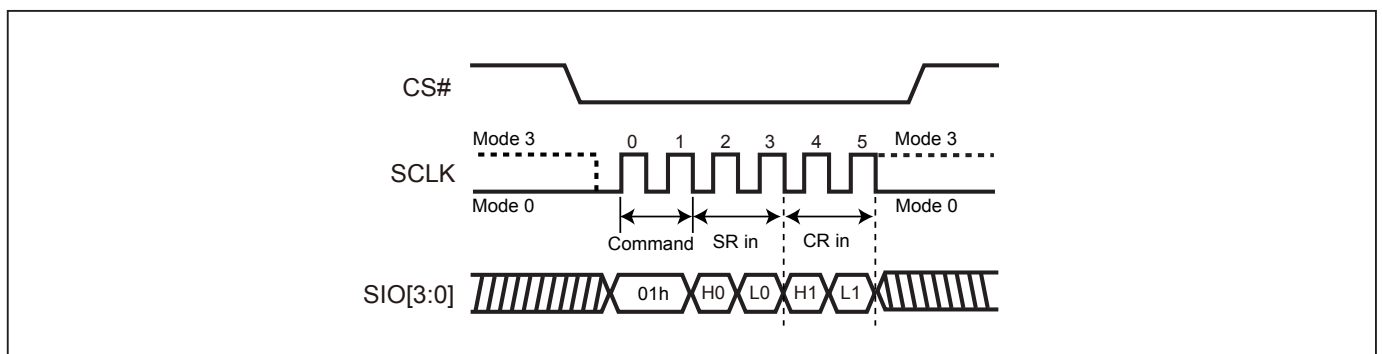 CS#
Mode 3 0 1 2 3 4 5 Mode 3
SCLK
Mode 0 Mode 0
Command SR in CR in
SIO[3:0] 01h H0 L0 H1 L1